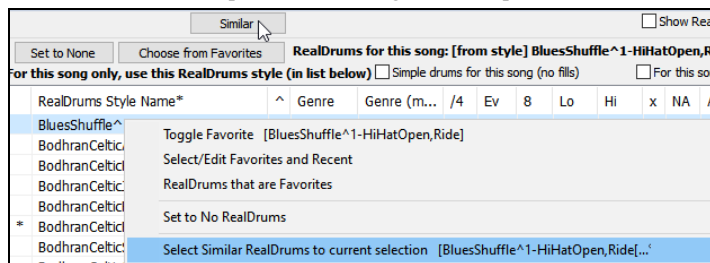 Similar Show Rea
Set to None Choose from Favorites RealDrums for this song: [from style] BluesShuffle^1-HiHatOpen,R
For this song only, use this RealDrums style (in list below) Simple drums for this song (no fills) For this so
RealDrums Style Name* ^ Genre Genre (m... /4 Ev 8 Lo Hi x NA
BluesShuffle^
BodhranCeltic
BodhranCeltic
BodhranCeltic
BodhranCeltic
* BodhranCeltic
BodhranCeltic
Toggle Favorite [BluesShuffle^1-HiHatOpen,Ride]
Select/Edit Favorites and Recent
RealDrums that are Favorites
Set to No RealDrums
Select Similar RealDrums to current selection [BluesShuffle^1-HiHatOpen,Ride[...